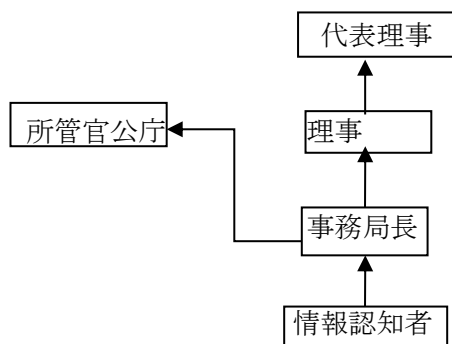 代表理事
所管官公庁
理事
事務局長
情報認知者